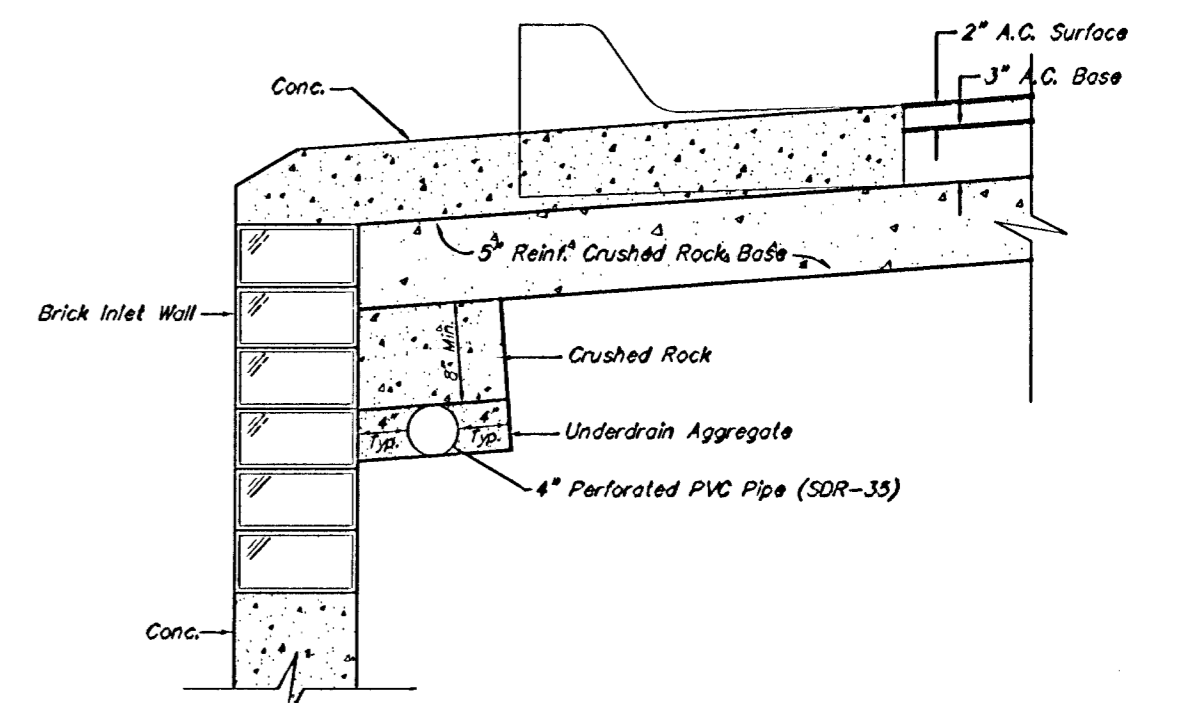 2" A.C. Surface
3" A.C. Base
Conc.
5" Reinf. Crushed Rock Base
Brick Inlet Wall
8" Min.
Crushed Rock
4" Typ.
4" Typ.
Underdrain Aggregate
4" Perforated PVC Pipe (SDR-35)
Conc.